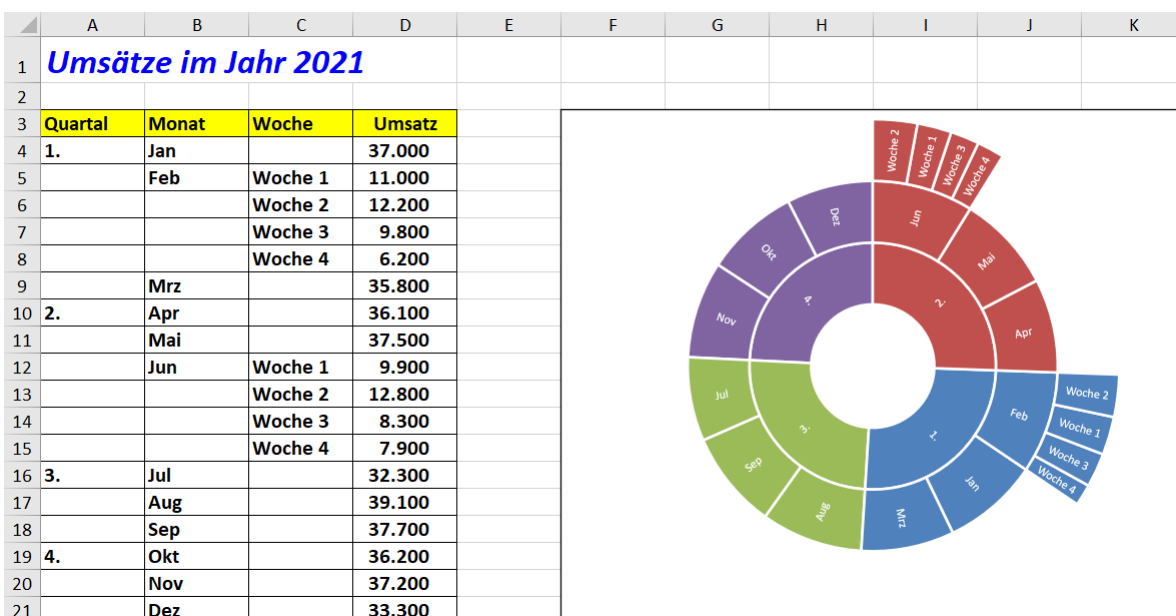 A B C D E F G H I J K
1 Umsätze im Jahr 2021
2
3 Quartal Monat Woche Umsatz
4 1. Jan 37.000
5 Feb Woche 1 11.000
6 Woche 2 12.200
7 Woche 3 9.800
8 Woche 4 6.200
9 Mrz 35.800
10 2. Apr 36.100
11 Mai 37.500
12 Jun Woche 1 9.900
13 Woche 2 12.800
14 Woche 3 8.300
15 Woche 4 7.900
16 3. Jul 32.300
17 Aug 39.100
18 Sep 37.700
19 4. Okt 36.200
20 Nov 37.200
21 Dez 33.300
Woche 2
Woche 1
Woche 3
Woche 4
Jun
Mai
Apr
2.
Woche 2
Woche 1
Woche 3
Woche 4
Feb
Jan
Mrz
1.
Aug
Sep
Jul
3.
Nov
Okt
Dez
4.